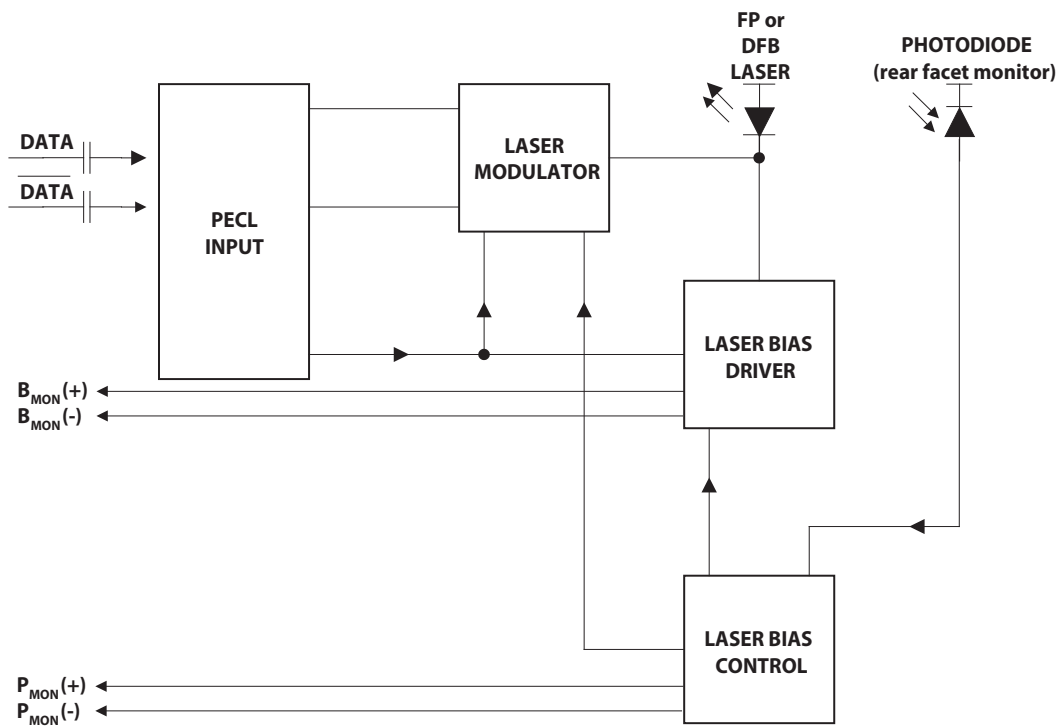 FP or
DFB
LASER
PHOTODIODE
(rear facet monitor)
DATA
DATA
PECL
INPUT
LASER
MODULATOR
LASER BIAS
DRIVER
BMON(+)
BMON(-)
LASER BIAS
CONTROL
PMON(+)
PMON(-)